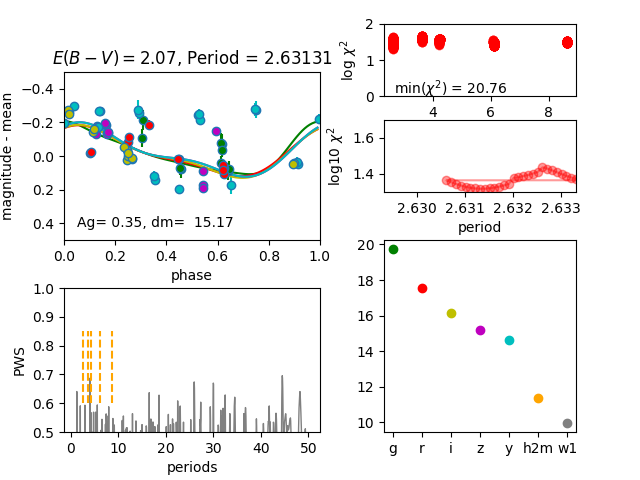 E(B − V) = 2.07, Period = 2.63131
magnitude - mean
−0.4
−0.2
0.0
0.2
0.4
Ag= 0.35, dm=  15.17
0.0 0.2 0.4 0.6 0.8 1.0
phase
log χ²
2
1
0
min(χ²) = 20.76
4 6 8
log10 χ²
1.6
1.4
2.630 2.631 2.632 2.633
period
PWS
1.0
0.9
0.8
0.7
0.6
0.5
0 10 20 30 40 50
periods
20
18
16
14
12
10
g r i z y h2m w1